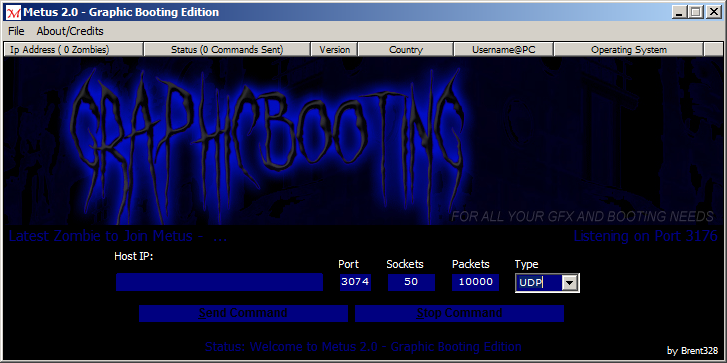 Metus 2.0 - Graphic Booting Edition
File About/Credits
Ip Address ( 0 Zombies) Status (0 Commands Sent) Version Country Username@PC Operating System
GRAPHICBOOTING
FOR ALL YOUR GFX AND BOOTING NEEDS
Latest Zombie to Join Metus - ... Listening on Port 3176
Host IP: Port Sockets Packets Type
3074 50 10000 UDP
Send Command Stop Command
Status: Welcome to Metus 2.0 - Graphic Booting Edition
by Brent328